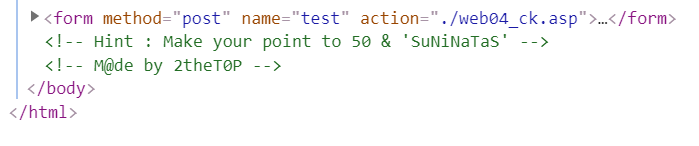 <form method="post" name="test" action="./web04_ck.asp">…</form>
<!-- Hint : Make your point to 50 & 'SuNiNaTaS' -->
<!-- M@de by 2theT0P -->
</body>
</html>